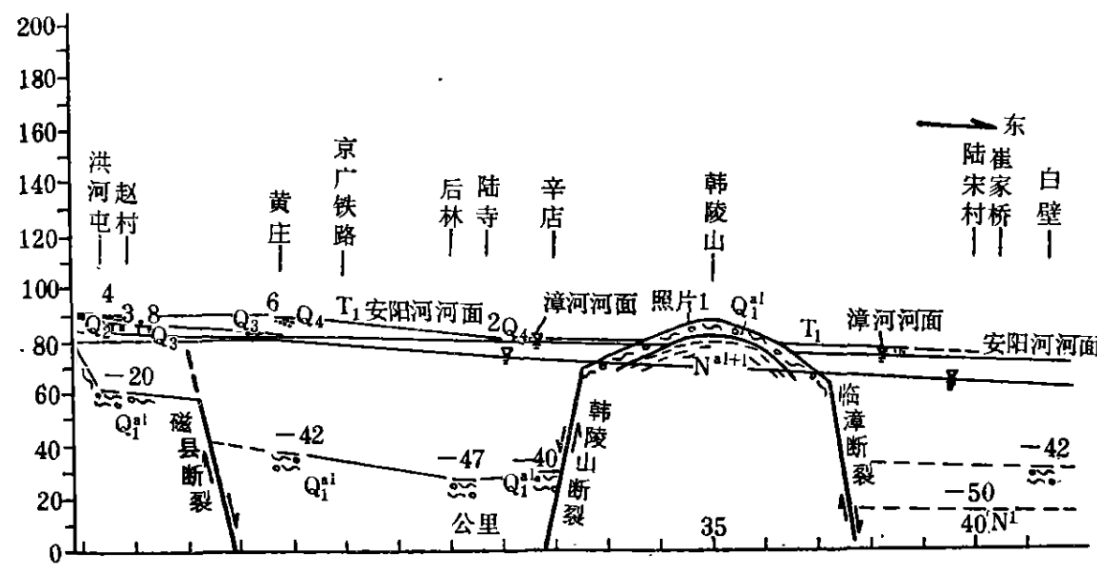 200
180
160
140
120
100
80
60
40
20
0
东
洪河屯
赵村
黄庄
京广铁路
后林
陆寺
辛店
韩陵山
陆宋村
崔家桥
白壁
4
3.8
6
Q₂
Q₃
Q₃
Q₄
T₁
安阳河河面
2Q₄
漳河河面
照片1
Q₁ᵃˡ
T₁
漳河河面
安阳河河面
Nᵃˡ⁺¹
-20
Q₁ᵃˡ
磁县断裂
-42
Q₁ᵃˡ
-47
-40
Q₁ᵃˡ
韩陵山断裂
临漳断裂
-42
-50
公里
35
40
N¹